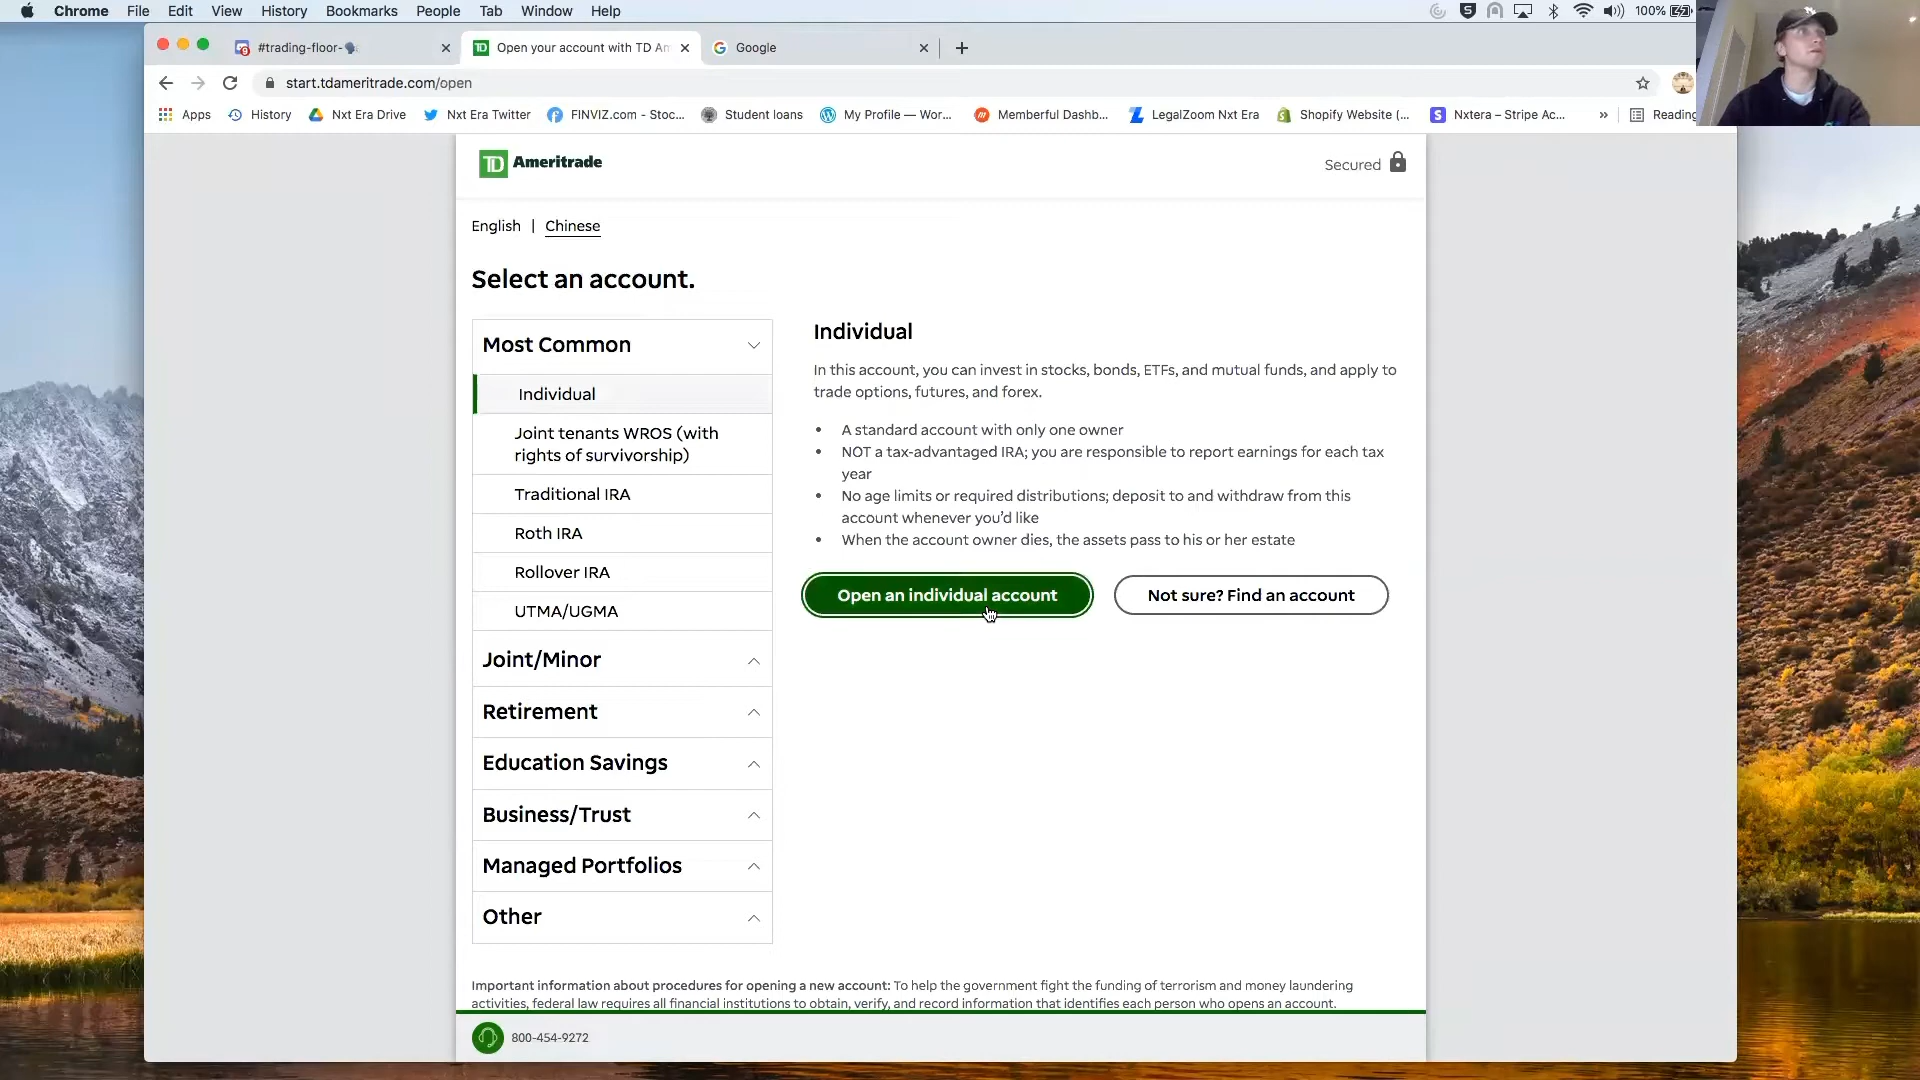 Chrome File Edit View History Bookmarks People Tab Window Help
100%
#trading-floor-
Open your account with TD Am
Google
start.tdameritrade.com/open
Apps
History
Nxt Era Drive
Nxt Era Twitter
FINVIZ.com - Stoc...
Student loans
My Profile — Wor...
Memberful Dashb...
LegalZoom Nxt Era
Shopify Website (...
Nxtera – Stripe Ac...
»
Reading
TD Ameritrade
Secured
English | Chinese
Select an account.
Most Common
Individual
Joint tenants WROS (with
rights of survivorship)
Traditional IRA
Roth IRA
Rollover IRA
UTMA/UGMA
Joint/Minor
Retirement
Education Savings
Business/Trust
Managed Portfolios
Other
Individual
In this account, you can invest in stocks, bonds, ETFs, and mutual funds, and apply to
trade options, futures, and forex.
• A standard account with only one owner
• NOT a tax-advantaged IRA; you are responsible to report earnings for each tax
year
• No age limits or required distributions; deposit to and withdraw from this
account whenever you’d like
• When the account owner dies, the assets pass to his or her estate
Open an individual account
Not sure? Find an account
Important information about procedures for opening a new account: To help the government fight the funding of terrorism and money laundering
activities, federal law requires all financial institutions to obtain, verify, and record information that identifies each person who opens an account.
800-454-9272